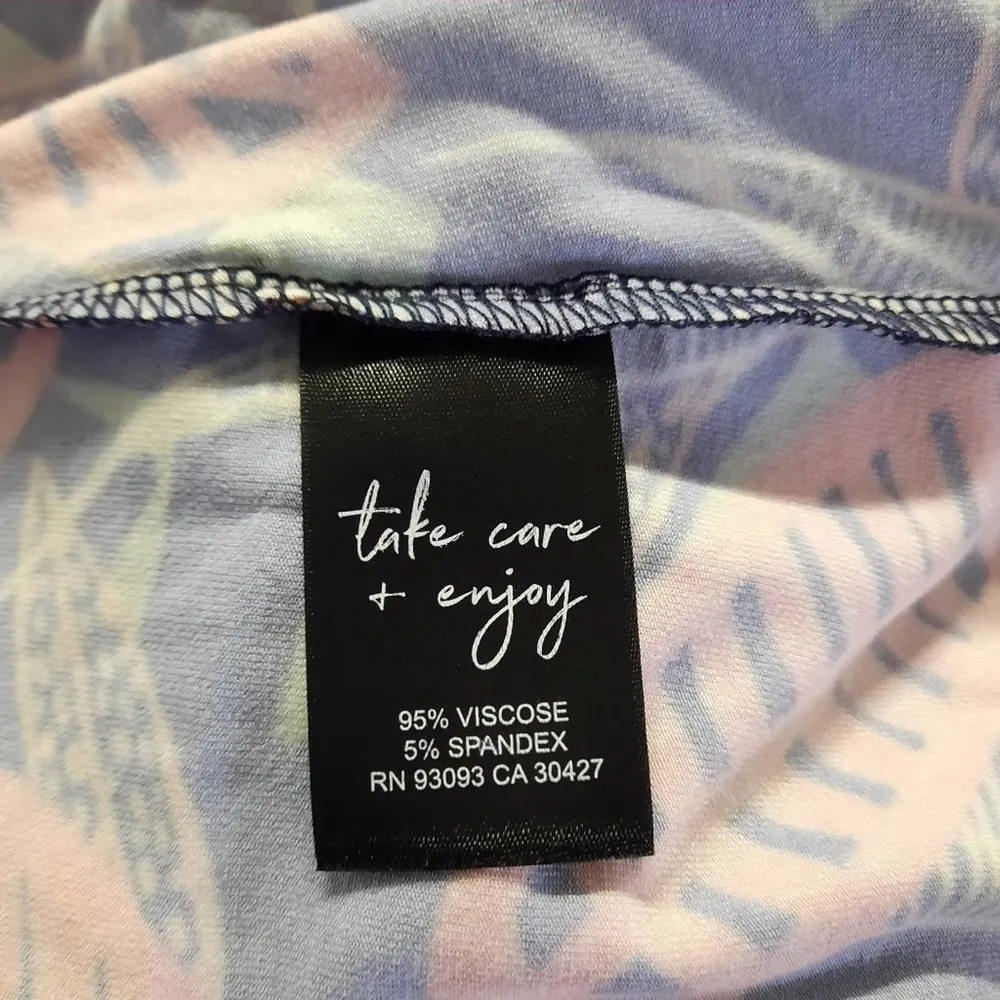 take care
+ enjoy
95% VISCOSE
5% SPANDEX
RN 93093 CA 30427